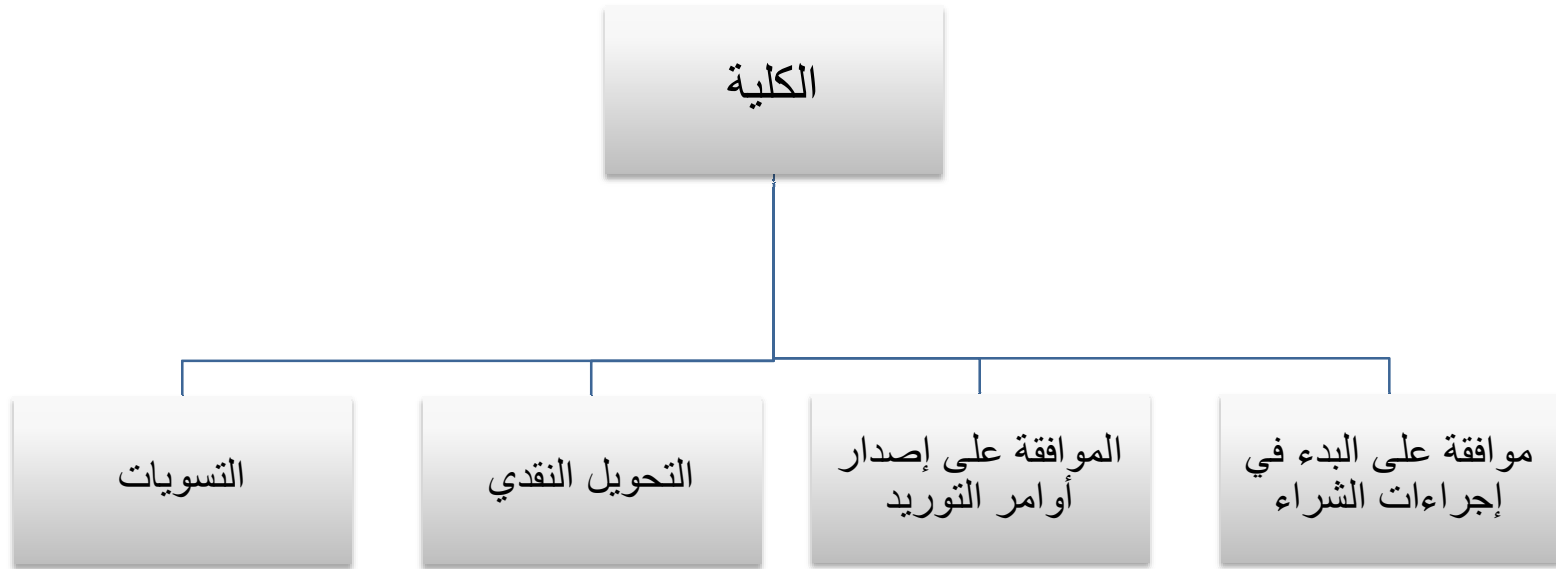 الكلية
موافقة على البدء في
إجراءات الشراء
الموافقة على إصدار
أوامر التوريد
التحويل النقدي
التسويات